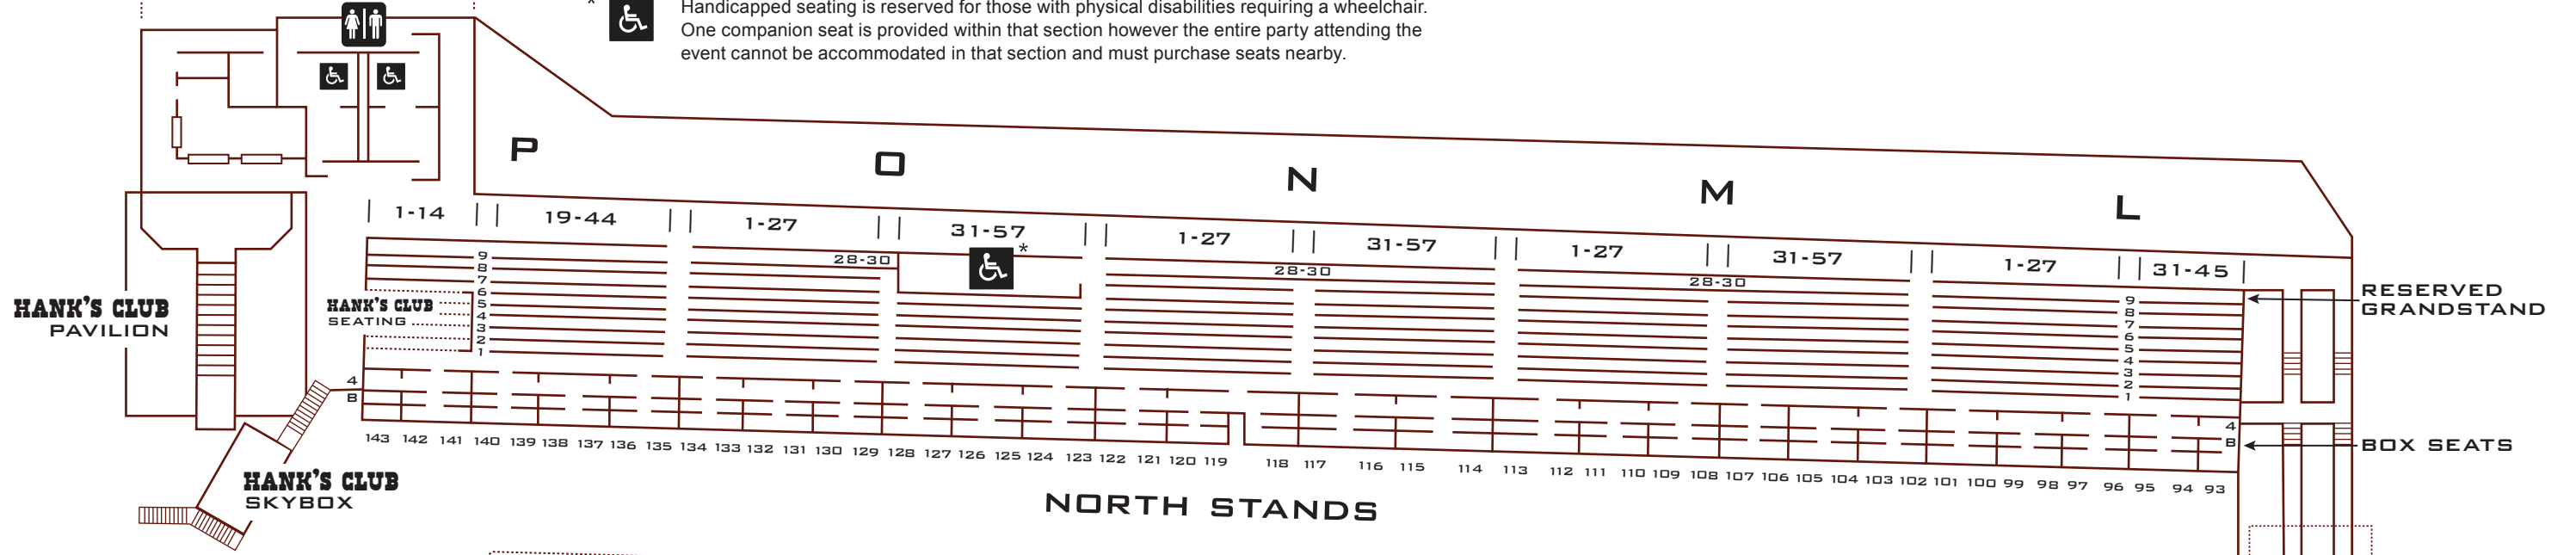 * Handicapped seating is reserved for those with physical disabilities requiring a wheelchair.
One companion seat is provided within that section however the entire party attending the
event cannot be accommodated in that section and must purchase seats nearby.
P O N M L
1-14 19-44 1-27 31-57 1-27 31-57 1-27 31-57 1-27 31-45
*
28-30 28-30 28-30
9 9
8 8
7 7
6 6
5 5
4 4
3 3
2 2
1 1
HANK'S CLUB
PAVILION
HANK'S CLUB
SEATING
RESERVED
GRANDSTAND
4 4
B B
BOX SEATS
143 142 141 140 139 138 137 136 135 134 133 132 131 130 129 128 127 126 125 124 123 122 121 120 119 118 117 116 115 114 113 112 111 110 109 108 107 106 105 104 103 102 101 100 99 98 97 96 95 94 93
HANK'S CLUB
SKYBOX
NORTH STANDS